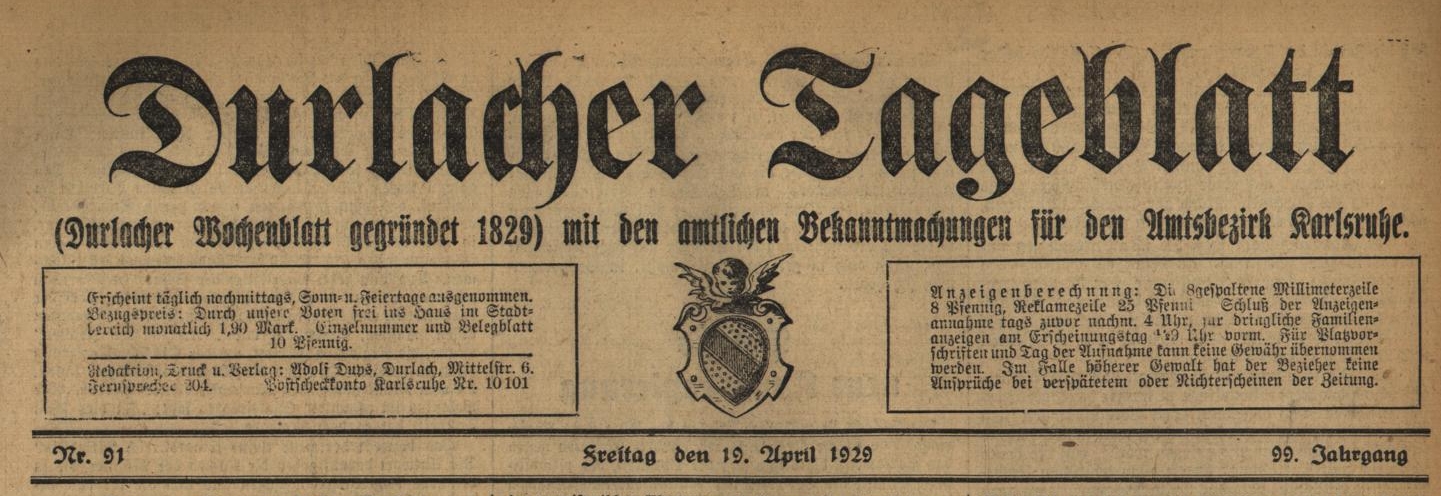 Durlacher Tageblatt
(Durlacher Wochenblatt gegründet 1829) mit den amtlichen Bekanntmachungen für den Amtsbezirk Karlsruhe.
Erscheint täglich nachmittags, Sonn- u. Feiertage ausgenommen.
Bezugspreis: Durch unsere Boten frei ins Haus im Stadt-
bereich monatlich 1,90 Mark. Einzelnummer und Belegblatt
10 Pfennig.
Redaktion, Druck u. Verlag: Adolf Dups, Durlach, Mittelstr. 6.
Fernsprecher 204. Postscheckkonto Karlsruhe Nr. 10101
Anzeigenberechnung: Die 8gespaltene Millimeterzeile
8 Pfennig, Reklamezeile 25 Pfennig Schluß der Anzeigen-
annahme tags zuvor nachm. 4 Uhr, für dringliche Familien-
anzeigen am Erscheinungstag Uhr vorm. Für Platzvor-
schriften und Tag der Aufnahme kann keine Gewähr übernommen
werden. Im Falle höherer Gewalt hat der Bezieher keine
Ansprüche bei verspätetem oder Nichterscheinen der Zeitung.
Nr. 91 Freitag den 19. April 1929 99. Jahrgang